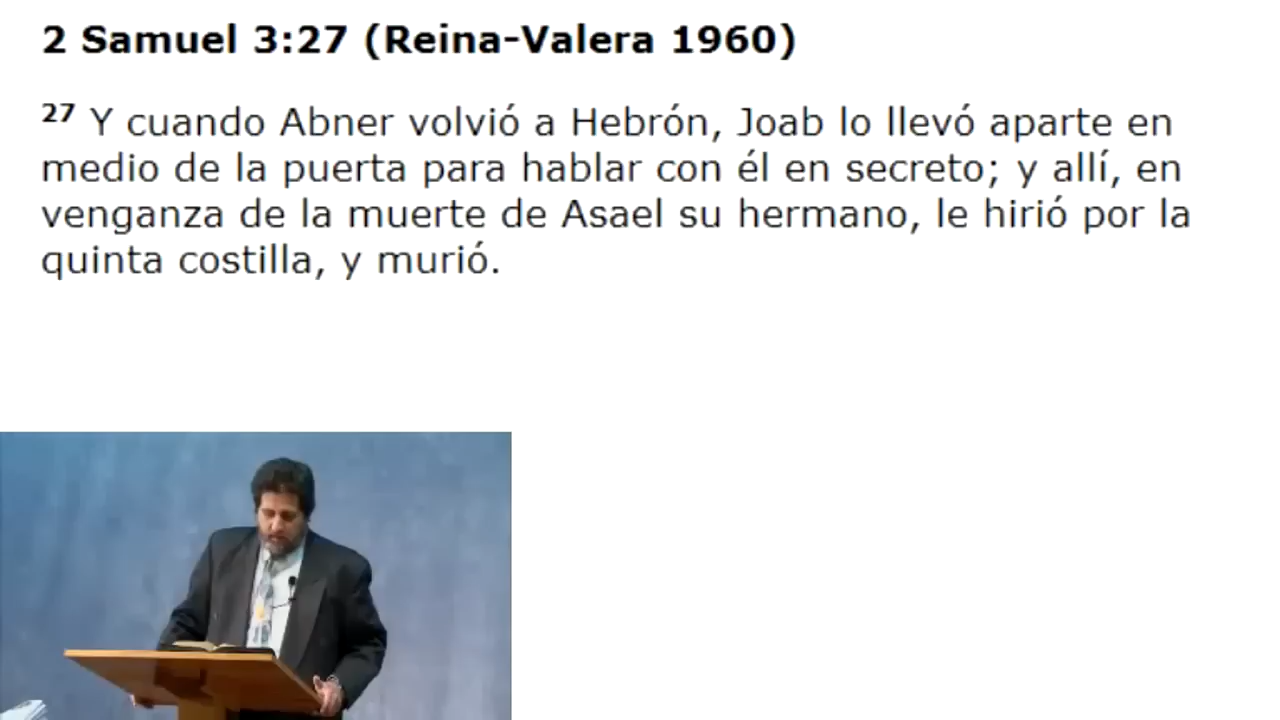 2 Samuel 3:27 (Reina-Valera 1960)
27 Y cuando Abner volvió a Hebrón, Joab lo llevó aparte en
medio de la puerta para hablar con él en secreto; y allí, en
venganza de la muerte de Asael su hermano, le hirió por la
quinta costilla, y murió.